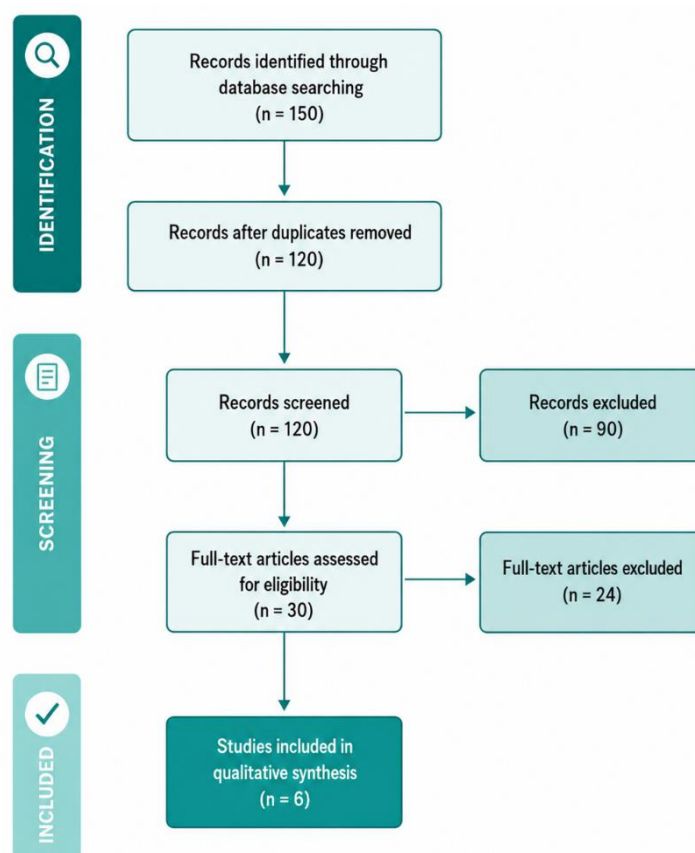 IDENTIFICATION
Records identified through
database searching
(n = 150)
Records after duplicates removed
(n = 120)
SCREENING
Records screened
(n = 120)
Records excluded
(n = 90)
Full-text articles assessed
for eligibility
(n = 30)
Full-text articles excluded
(n = 24)
INCLUDED
Studies included in
qualitative synthesis
(n = 6)